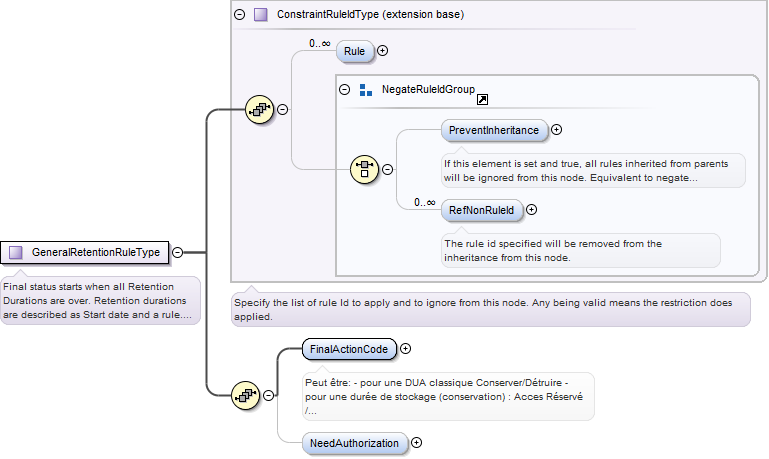 ConstraintRuleIdType (extension base)
0..∞
Rule
NegateRuleIdGroup
PreventInheritance
If this element is set and true, all rules inherited from parents
will be ignored from this node. Equivalent to negate...
0..∞
RefNonRuleId
The rule id specified will be removed from the
inheritance from this node.
GeneralRetentionRuleType
Final status starts when all Retention
Durations are over. Retention durations
are described as Start date and a rule....
Specify the list of rule Id to apply and to ignore from this node. Any being valid means the restriction does
applied.
FinalActionCode
Peut être: - pour une DUA classique Conserver/Détruire -
pour une durée de stockage (conservation) : Acces Réservé
/...
NeedAuthorization